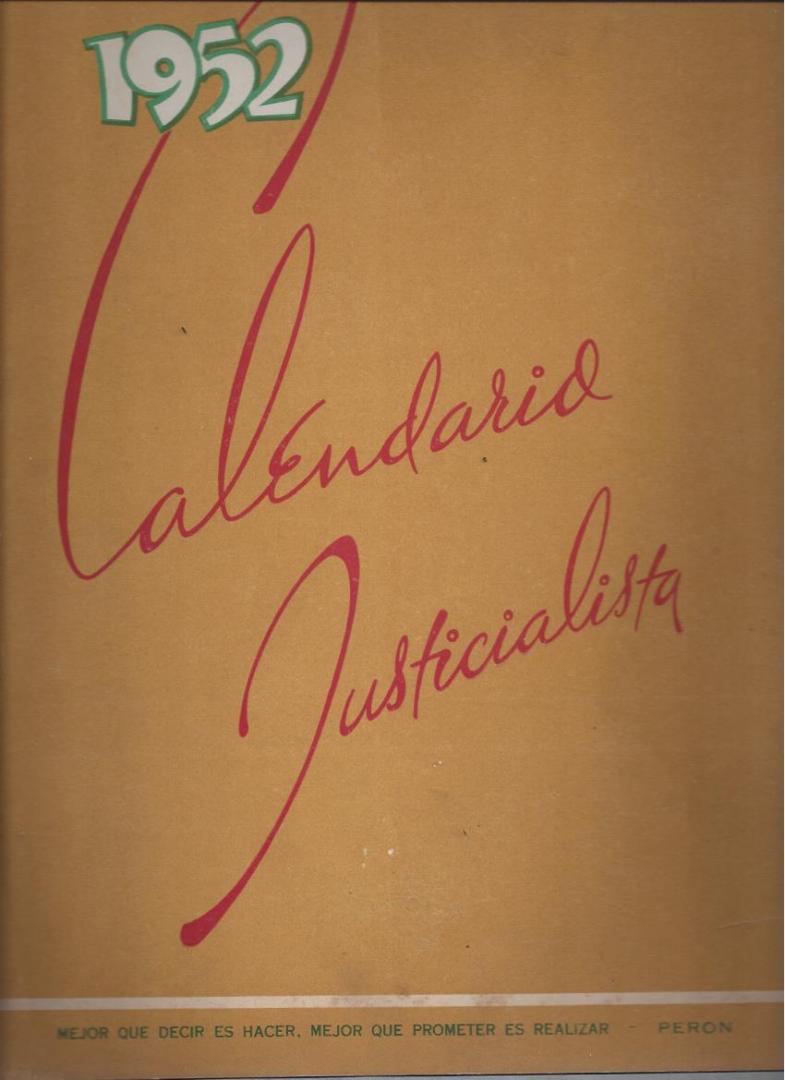 1952
Calendario
Justicialista
MEJOR QUE DECIR ES HACER, MEJOR QUE PROMETER ES REALIZAR - PERON